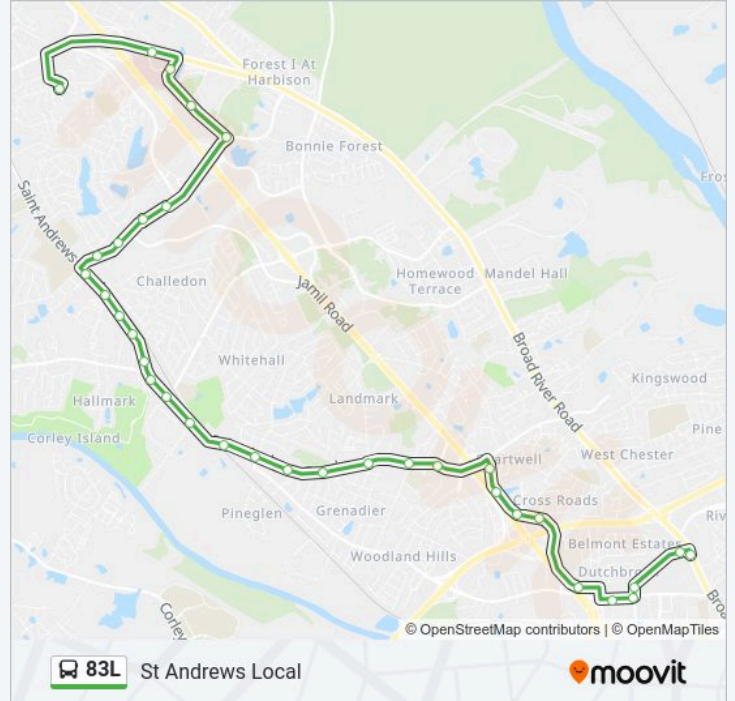 Forest I At
Harbison
Bonnie Forest
Saint Andrews
Challedon
Homewood
Terrace
Mandel Hall
Jamil Road
Broad River Road
Whitehall
Kingswood
Landmark
Hallmark
Corley Island
Pine
West Chester
Cross Roads
Pineglen
Grenadier
Belmont Estates
Woodland Hills
Corley
© OpenStreetMap contributors | © OpenMapTiles
83L
St Andrews Local
moovit